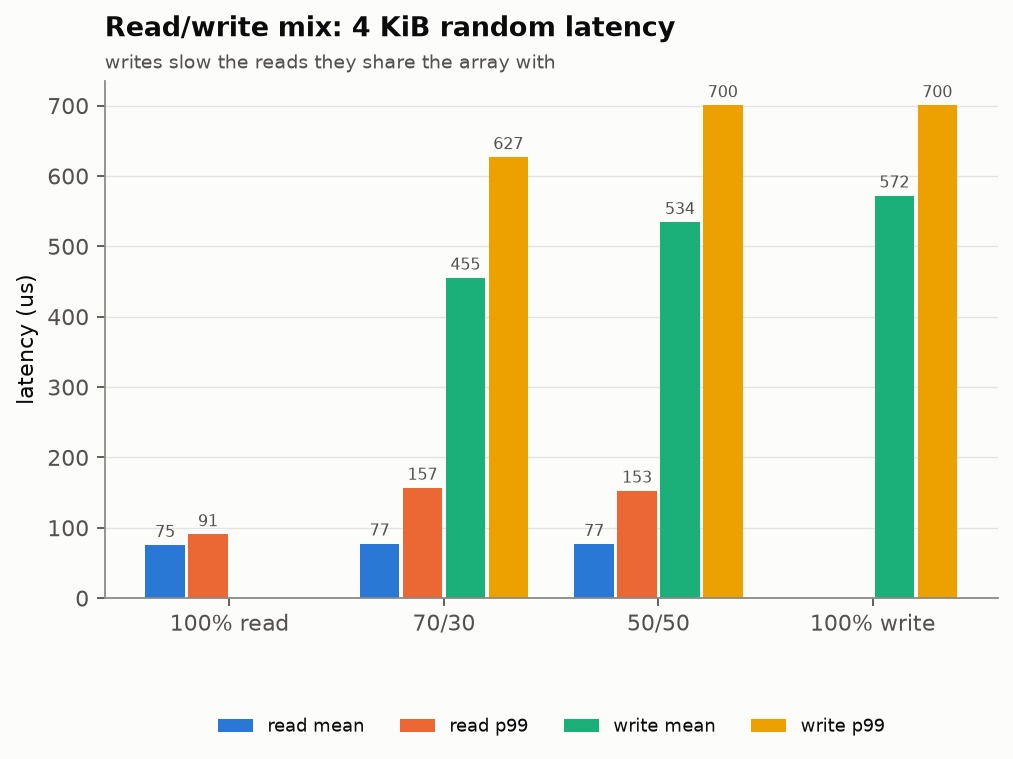 Read/write mix: 4 KiB random latency
writes slow the reads they share the array with
latency (us)
700
600
500
400
300
200
100
0
75
91
77
157
455
627
77
153
534
700
572
700
100% read
70/30
50/50
100% write
read mean
read p99
write mean
write p99